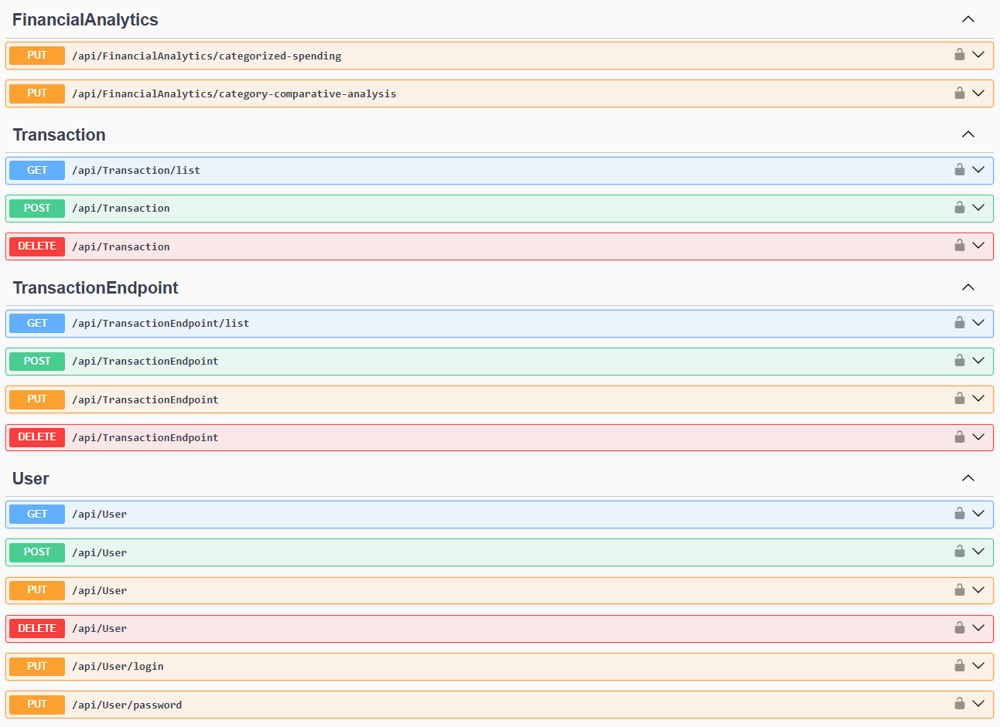 FinancialAnalytics
PUT /api/FinancialAnalytics/categorized-spending
PUT /api/FinancialAnalytics/category-comparative-analysis
Transaction
GET /api/Transaction/list
POST /api/Transaction
DELETE /api/Transaction
TransactionEndpoint
GET /api/TransactionEndpoint/list
POST /api/TransactionEndpoint
PUT /api/TransactionEndpoint
DELETE /api/TransactionEndpoint
User
GET /api/User
POST /api/User
PUT /api/User
DELETE /api/User
PUT /api/User/login
PUT /api/User/password